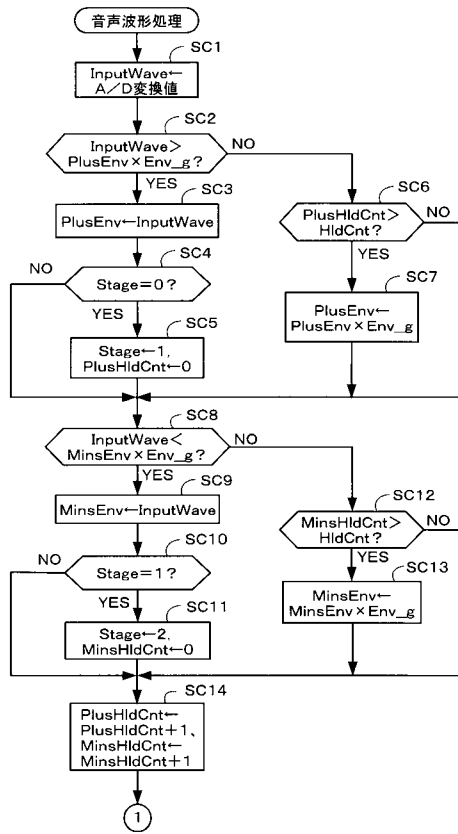 音声波形処理
SC1
InputWave←
A/D変換値
SC2
InputWave>
PlusEnv×Env_g?
NO
YES
SC3
PlusEnv←InputWave
SC6
PlusHldCnt>
HldCnt?
NO
YES
SC4
NO
Stage=0?
YES
SC7
PlusEnv←
PlusEnv×Env_g
SC5
Stage←1,
PlusHldCnt←0
SC8
InputWave<
MinsEnv×Env_g?
NO
YES
SC9
MinsEnv←InputWave
SC12
MinsHldCnt>
HldCnt?
NO
YES
SC10
NO
Stage=1?
YES
SC13
MinsEnv←
MinsEnv×Env_g
SC11
Stage←2,
MinsHldCnt←0
SC14
PlusHldCnt←
PlusHldCnt+1、
MinsHldCnt←
MinsHldCnt+1
1